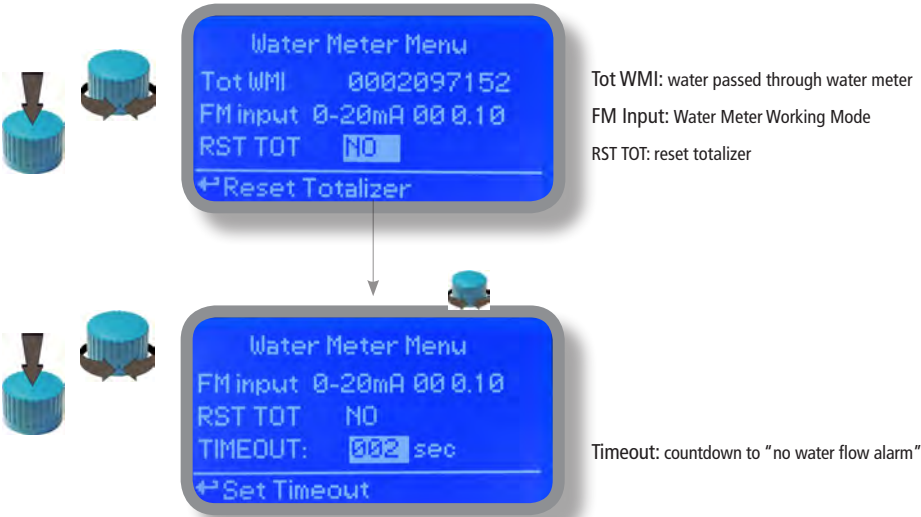 Water Meter Menu
Tot WMI 0002097152
FM input 0-20mA 00 0.10
RST TOT NO
↵Reset Totalizer
Tot WMI: water passed through water meter
FM Input: Water Meter Working Mode
RST TOT: reset totalizer
Water Meter Menu
FM input 0-20mA 00 0.10
RST TOT NO
TIMEOUT: 002 sec
↵Set Timeout
Timeout: countdown to "no water flow alarm"